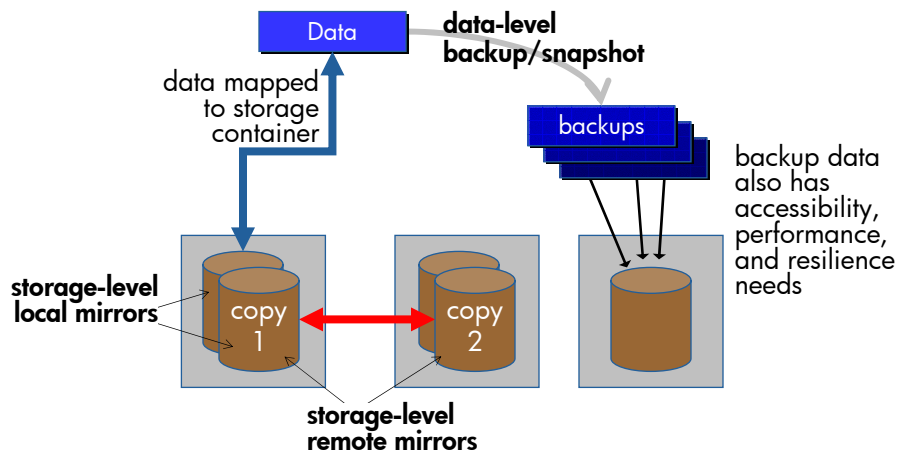 Data
data-level
backup/snapshot
data mapped
to storage
container
backups
backup data
also has
accessibility,
performance,
and resilience
needs
storage-level
local mirrors
copy
1
copy
2
storage-level
remote mirrors